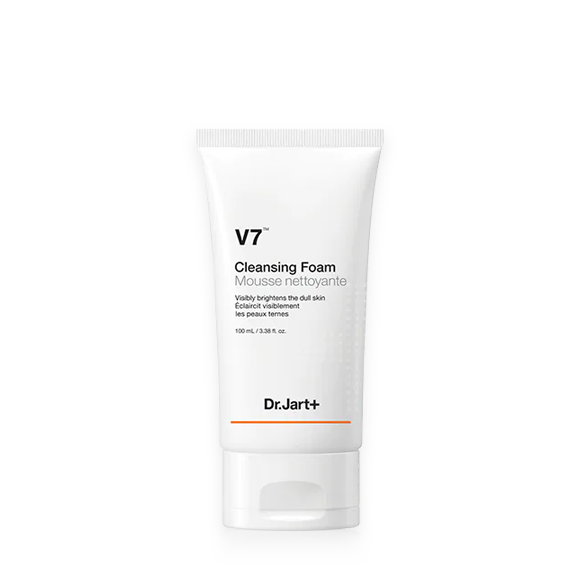 V7™
Cleansing Foam
Mousse nettoyante
Visibly brightens the dull skin
Éclaircit visiblement
les peaux ternes
100 mL / 3.38 fl. oz.
Dr.Jart+